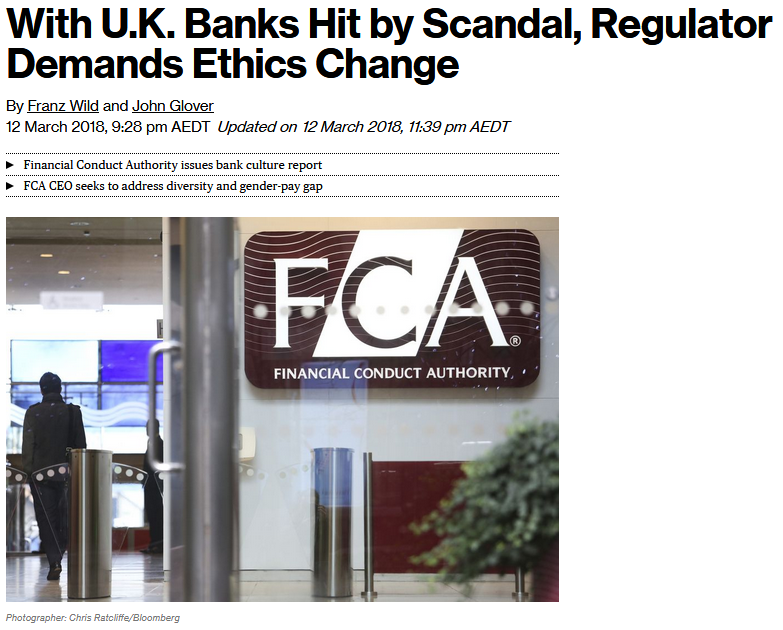 With U.K. Banks Hit by Scandal, Regulator
Demands Ethics Change
By Franz Wild and John Glover
12 March 2018, 9:28 pm AEDT Updated on 12 March 2018, 11:39 pm AEDT
► Financial Conduct Authority issues bank culture report
► FCA CEO seeks to address diversity and gender-pay gap
FCA®
FINANCIAL CONDUCT AUTHORITY
Photographer: Chris Ratcliffe/Bloomberg